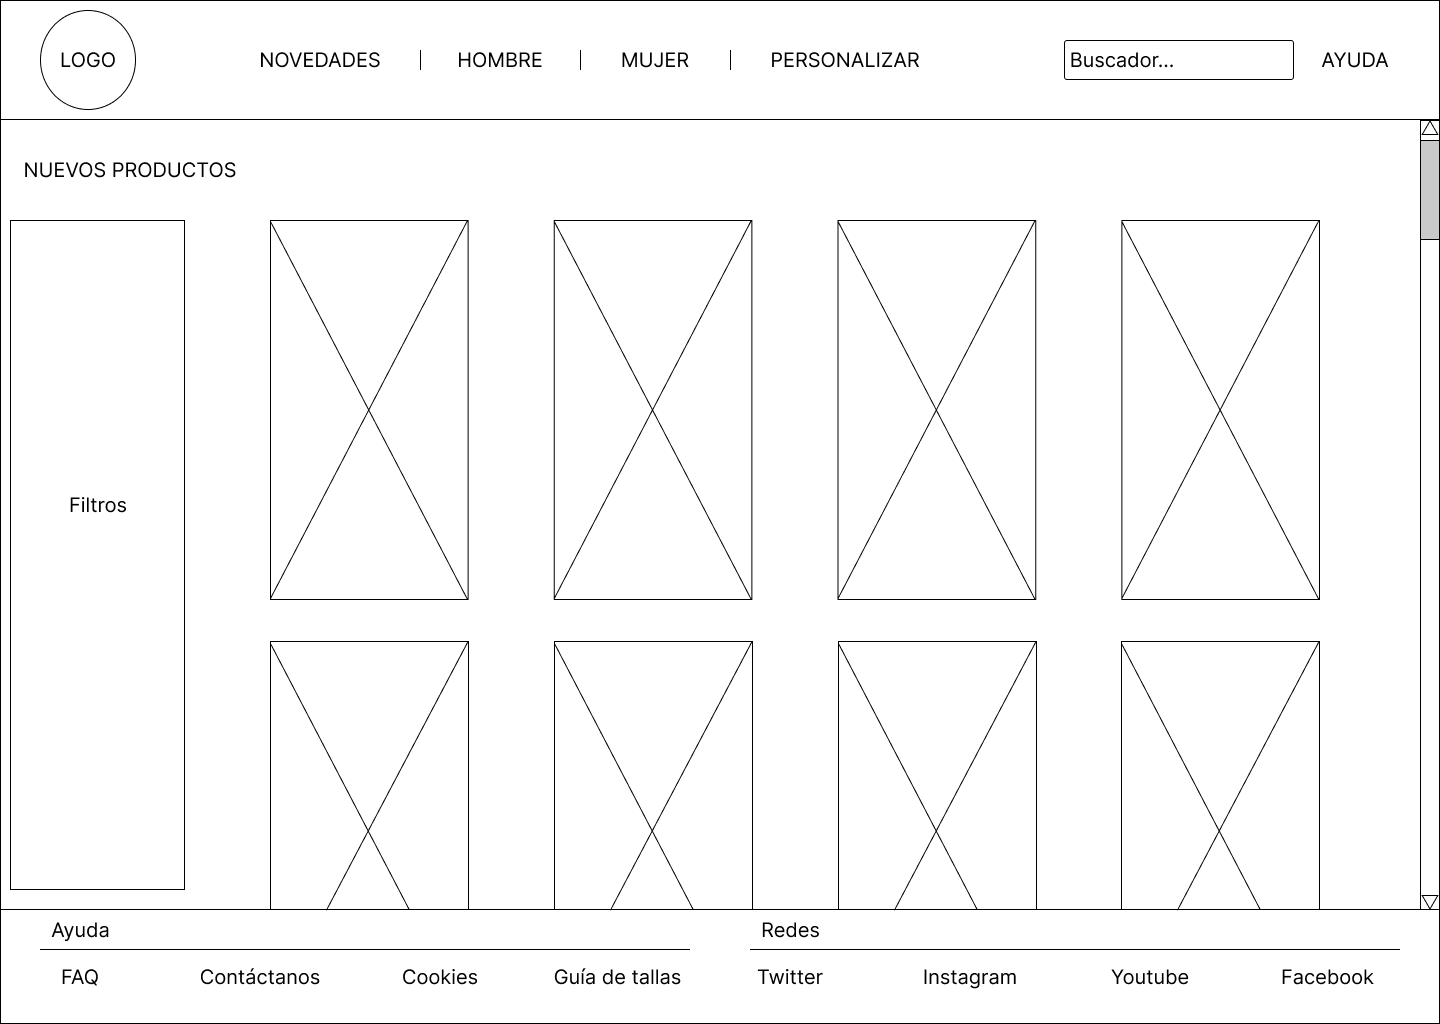 LOGO
NOVEDADES
HOMBRE
MUJER
PERSONALIZAR
Buscador...
AYUDA
NUEVOS PRODUCTOS
Filtros
Ayuda
FAQ
Contáctanos
Cookies
Guía de tallas
Redes
Twitter
Instagram
Youtube
Facebook